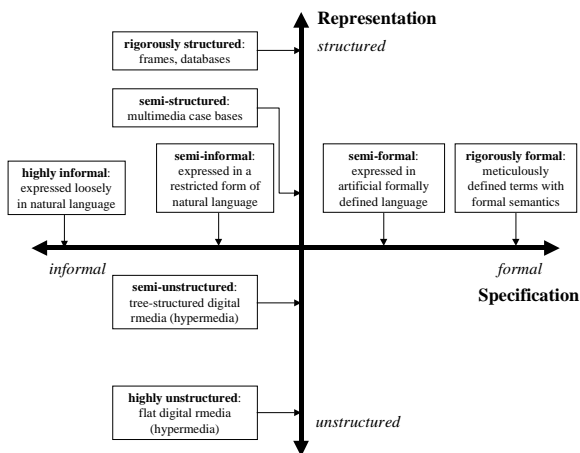 Representation
structured
rigorously structured:
frames, databases
semi-structured:
multimedia case bases
highly informal:
expressed loosely
in natural language
semi-informal:
expressed in a
restricted form of
natural language
semi-formal:
expressed in
artificial formally
defined language
rigorously formal:
meticulously
defined terms with
formal semantics
informal
formal
Specification
semi-unstructured:
tree-structured digital
rmedia (hypermedia)
highly unstructured:
flat digital rmedia
(hypermedia)
unstructured